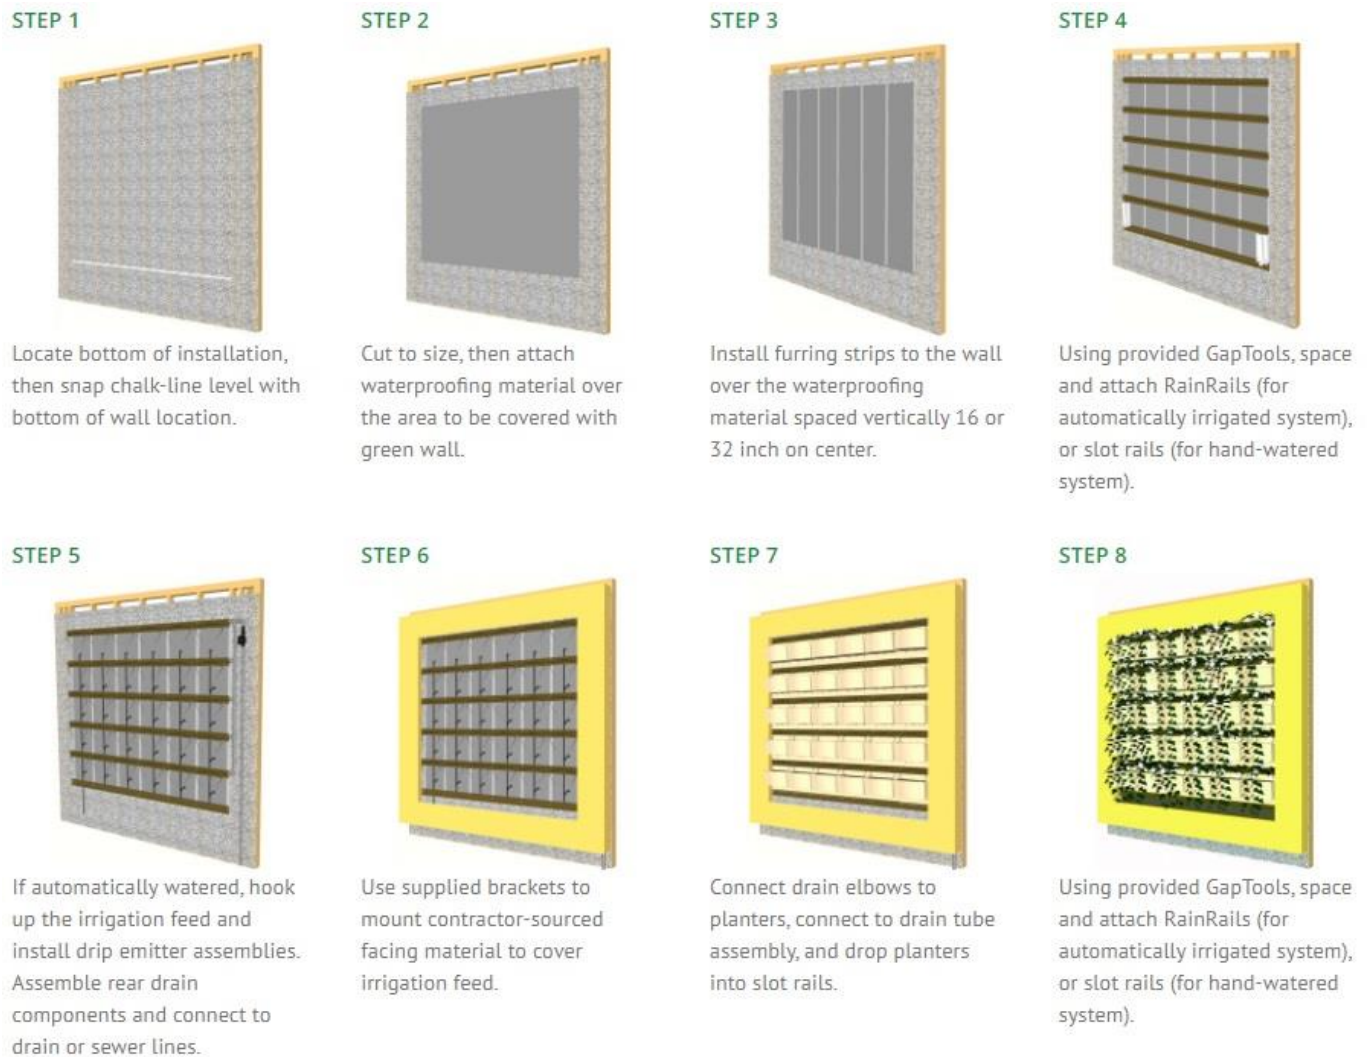 STEP 1
Locate bottom of installation,
then snap chalk-line level with
bottom of wall location.
STEP 2
Cut to size, then attach
waterproofing material over
the area to be covered with
green wall.
STEP 3
Install furring strips to the wall
over the waterproofing
material spaced vertically 16 or
32 inch on center.
STEP 4
Using provided GapTools, space
and attach RainRails (for
automatically irrigated system),
or slot rails (for hand-watered
system).
STEP 5
If automatically watered, hook
up the irrigation feed and
install drip emitter assemblies.
Assemble rear drain
components and connect to
drain or sewer lines.
STEP 6
Use supplied brackets to
mount contractor-sourced
facing material to cover
irrigation feed.
STEP 7
Connect drain elbows to
planters, connect to drain tube
assembly, and drop planters
into slot rails.
STEP 8
Using provided GapTools, space
and attach RainRails (for
automatically irrigated system),
or slot rails (for hand-watered
system).